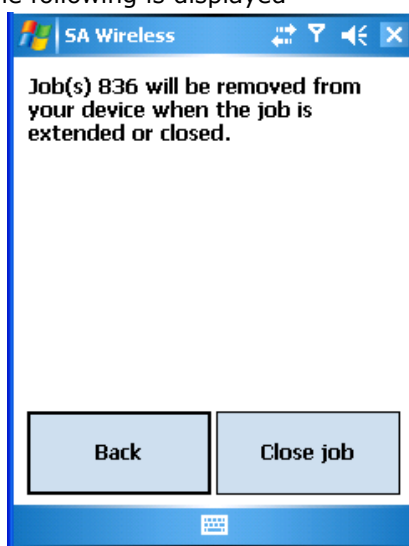 he following is displayed
SA Wireless
Job(s) 836 will be removed from
your device when the job is
extended or closed.
Back
Close job